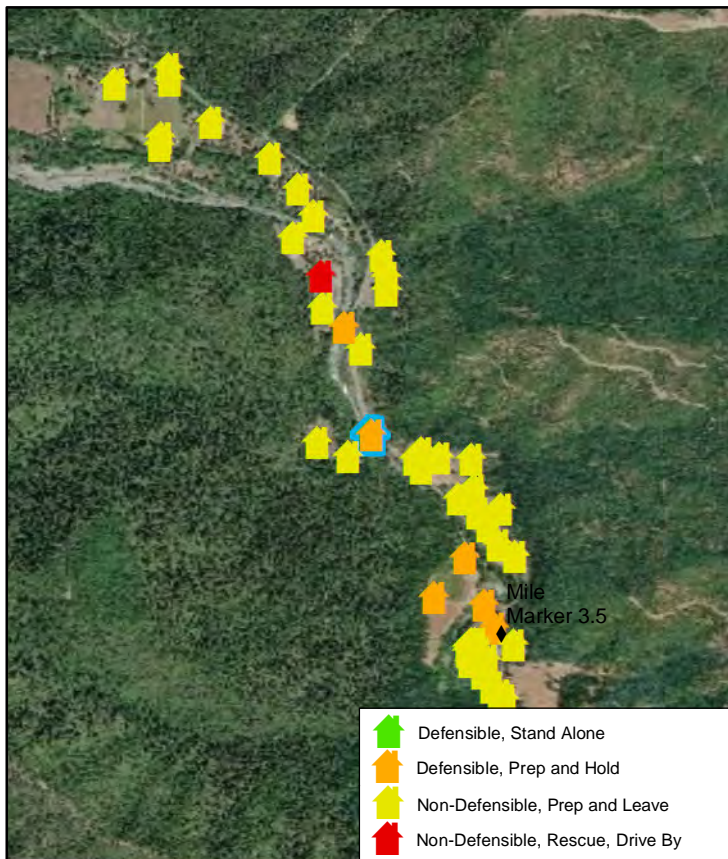 Mile
Marker 3.5
Defensible, Stand Alone
Defensible, Prep and Hold
Non-Defensible, Prep and Leave
Non-Defensible, Rescue, Drive By